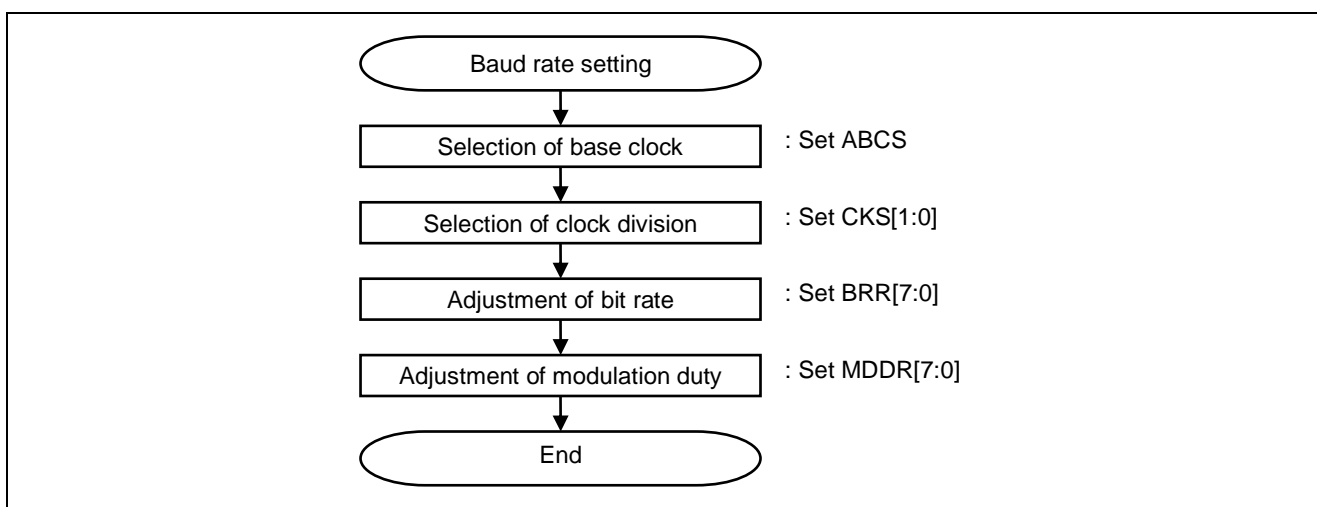 Baud rate setting
Selection of base clock : Set ABCS
Selection of clock division : Set CKS[1:0]
Adjustment of bit rate : Set BRR[7:0]
Adjustment of modulation duty : Set MDDR[7:0]
End